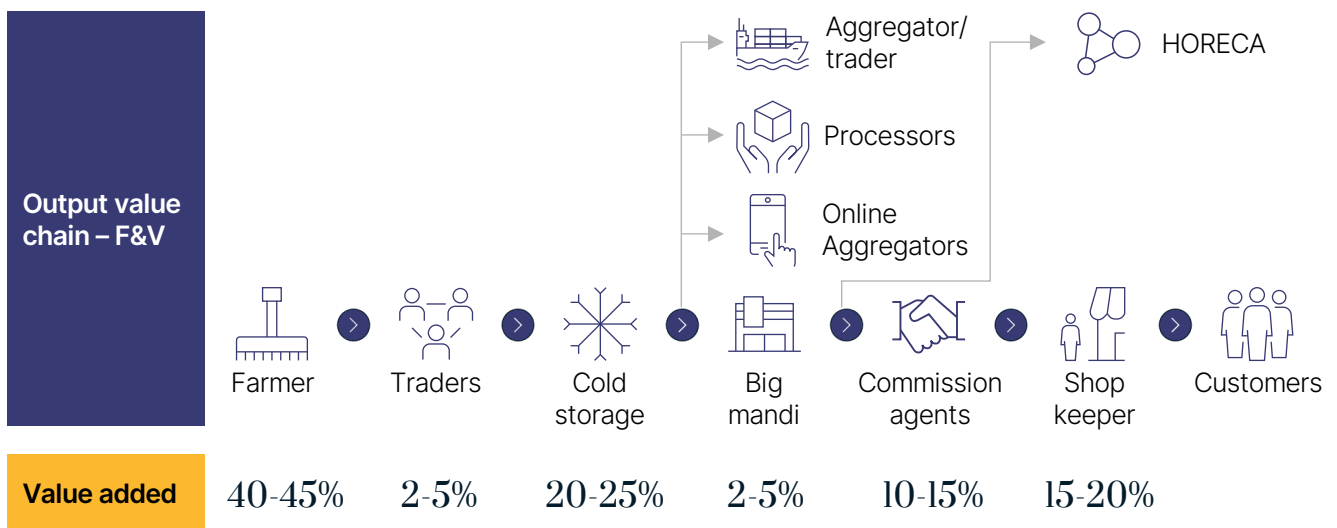 Aggregator/
trader
HORECA
Processors
Output value
chain – F&V
Online
Aggregators
Farmer
Traders
Cold
storage
Big
mandi
Commission
agents
Shop
keeper
Customers
Value added
40-45%
2-5%
20-25%
2-5%
10-15%
15-20%